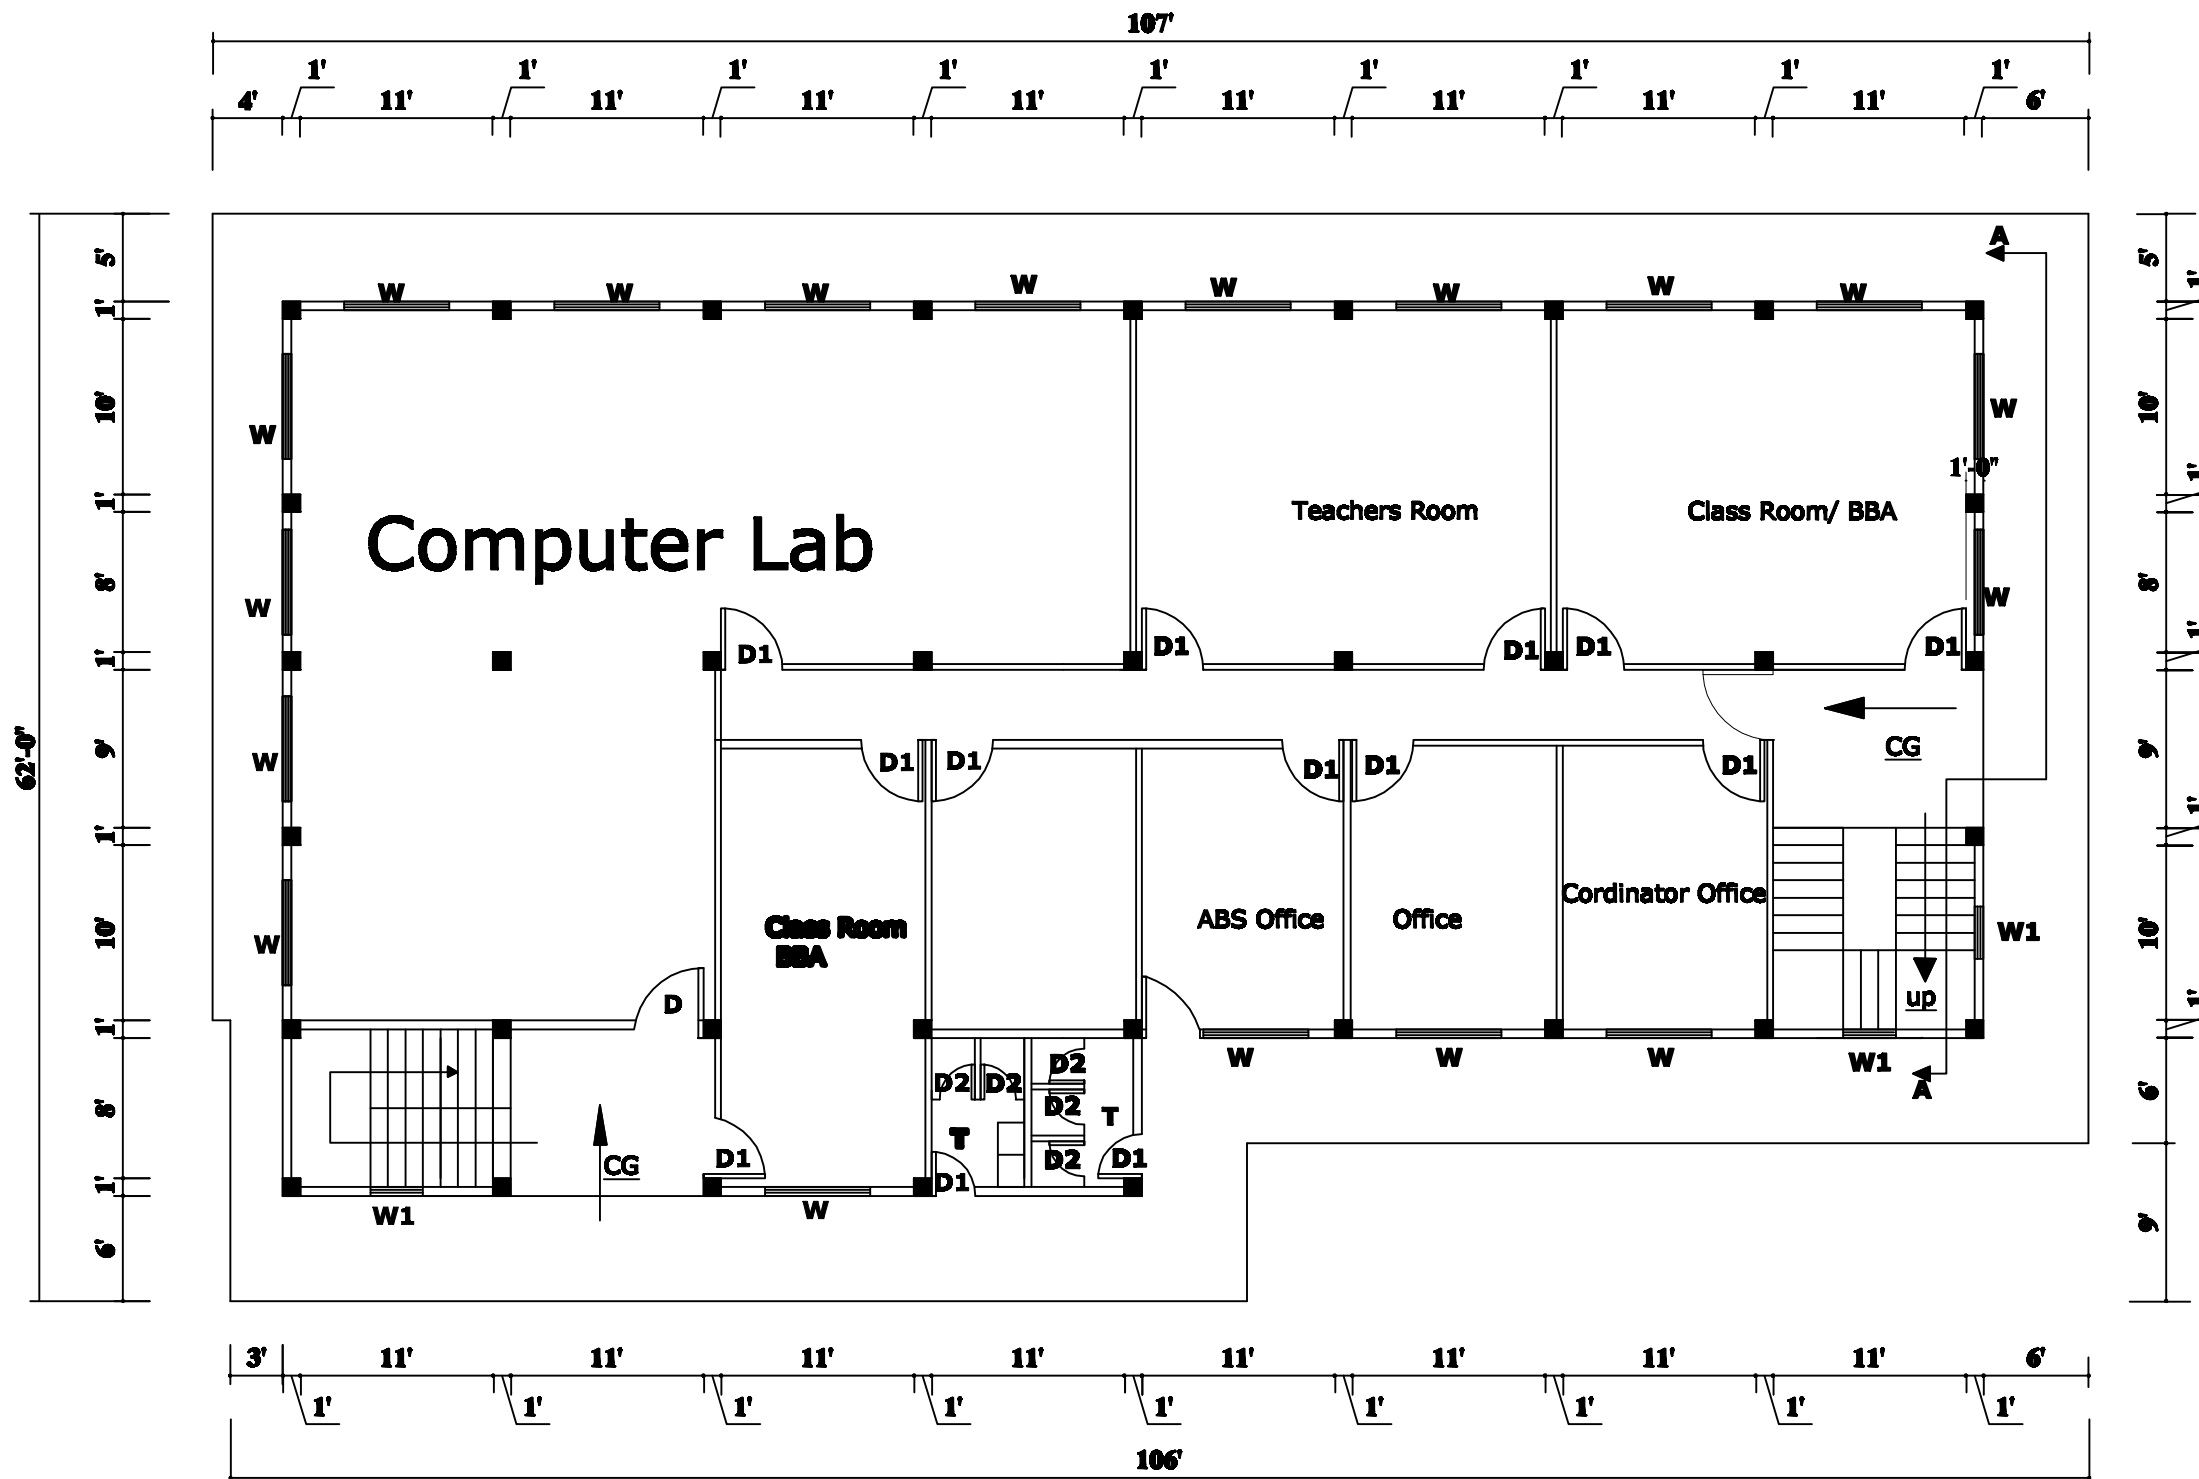 107'
1' 1' 1' 1' 1' 1' 1' 1' 1'
4' 11' 11' 11' 11' 11' 11' 11' 11' 6'
A
5' 5'
1' W W W W W W W W 1'
10' W W 10'
1' 1'-0" 1'
Computer Lab Teachers Room Class Room/ BBA
8' W W 8'
1' D1 D1 D1 D1 D1 1'
62'-0" 9' W D1 D1 D1 D1 D1 CG 9'
1' 1'
Cordinator Office
10' W Class Room ABS Office Office W1 10'
BBA
D up
1' 1'
W W W W1
D2 D2 D2 A
8' D2 T T 6'
CG D1 D2 D1
1' D1
W1 W
6' 9'
3' 11' 11' 11' 11' 11' 11' 11' 11' 6'
1' 1' 1' 1' 1' 1' 1' 1' 1'
106'